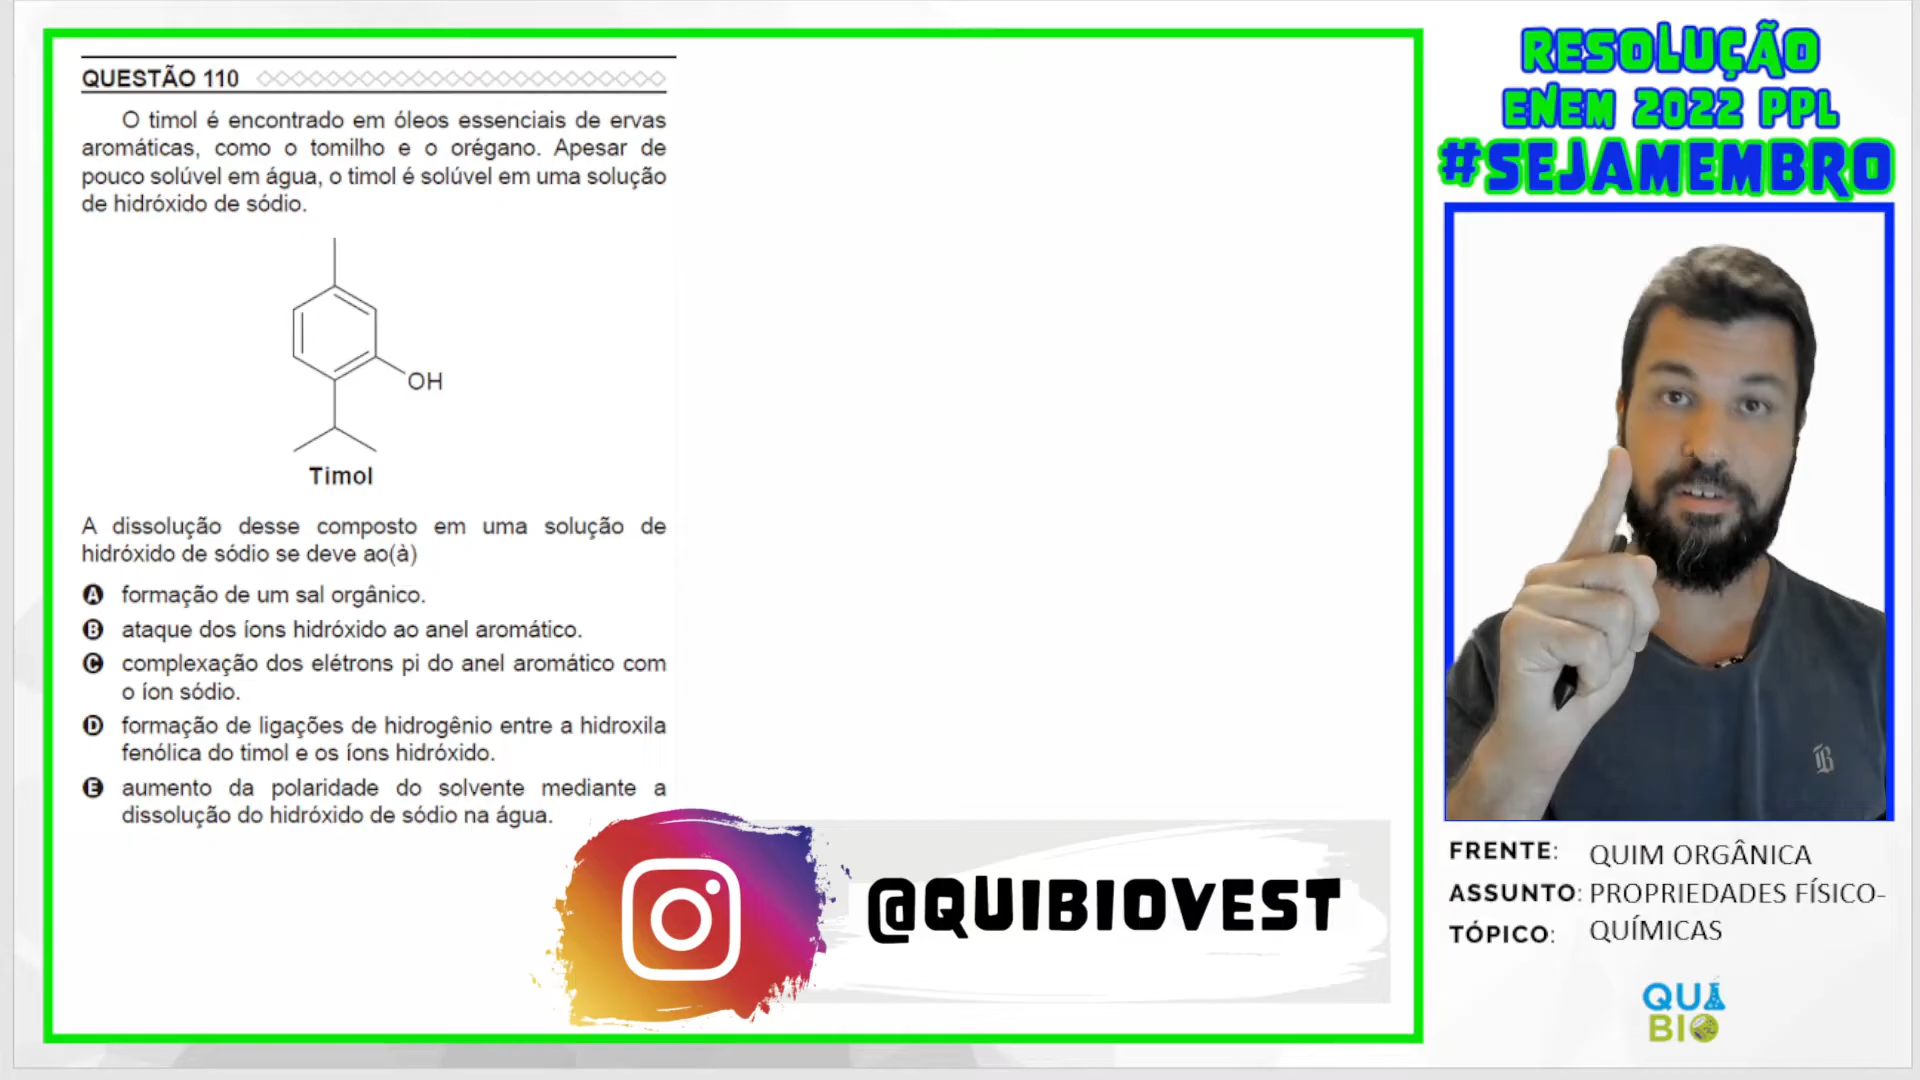 QUESTÃO 110
O timol é encontrado em óleos essenciais de ervas
aromáticas, como o tomilho e o orégano. Apesar de
pouco solúvel em água, o timol é solúvel em uma solução
de hidróxido de sódio.
OH
Timol
A dissolução desse composto em uma solução de
hidróxido de sódio se deve ao(à)
A formação de um sal orgânico.
B ataque dos íons hidróxido ao anel aromático.
C complexação dos elétrons pi do anel aromático com
o íon sódio.
D formação de ligações de hidrogênio entre a hidroxila
fenólica do timol e os íons hidróxido.
E aumento da polaridade do solvente mediante a
dissolução do hidróxido de sódio na água.
@QUIBIOVEST
RESOLUÇÃO
ENEM 2022 PPL
#SEJAMEMBRO
B
FRENTE: QUIM ORGÂNICA
ASSUNTO: PROPRIEDADES FÍSICO-
TÓPICO: QUÍMICAS
QUI
BIO